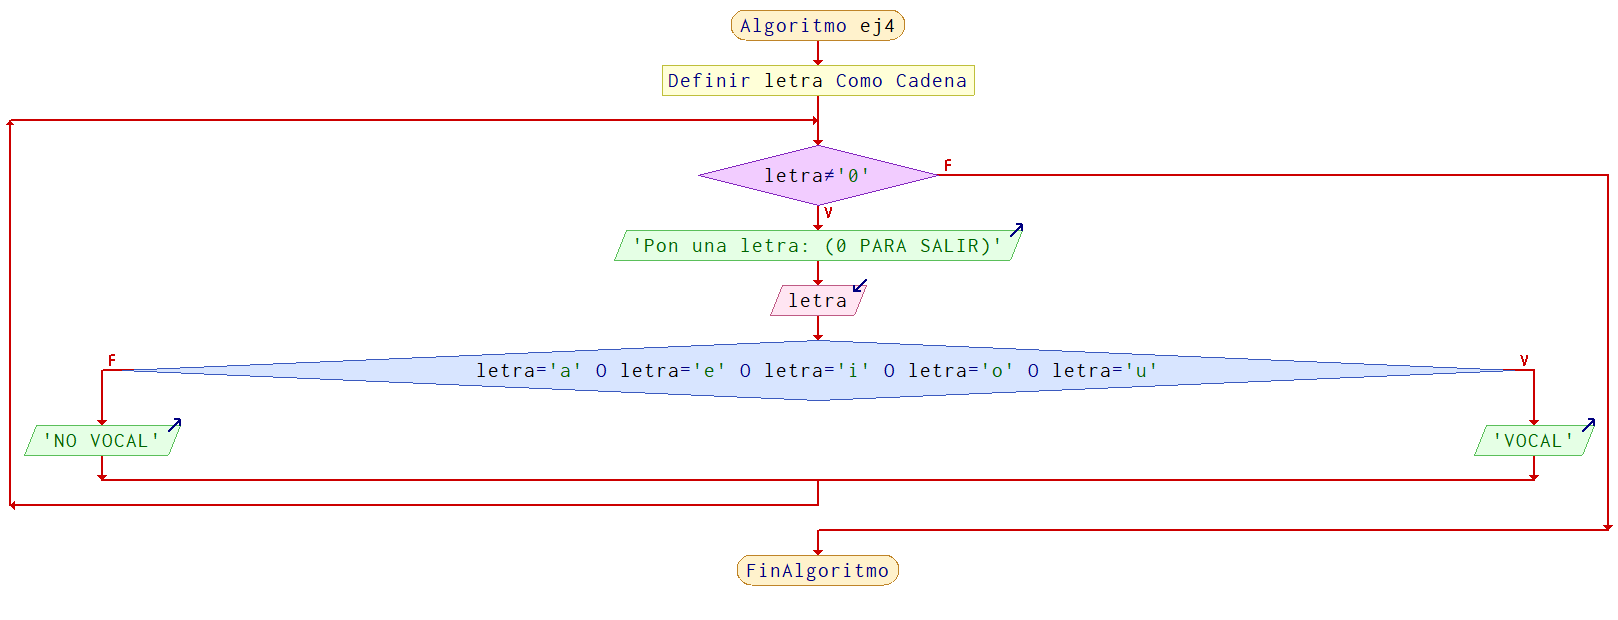 Algoritmo ej4
Definir letra Como Cadena
letra≠'0'
F
V
'Pon una letra: (0 PARA SALIR)'
letra
F
letra='a' O letra='e' O letra='i' O letra='o' O letra='u'
V
'NO VOCAL'
'VOCAL'
FinAlgoritmo